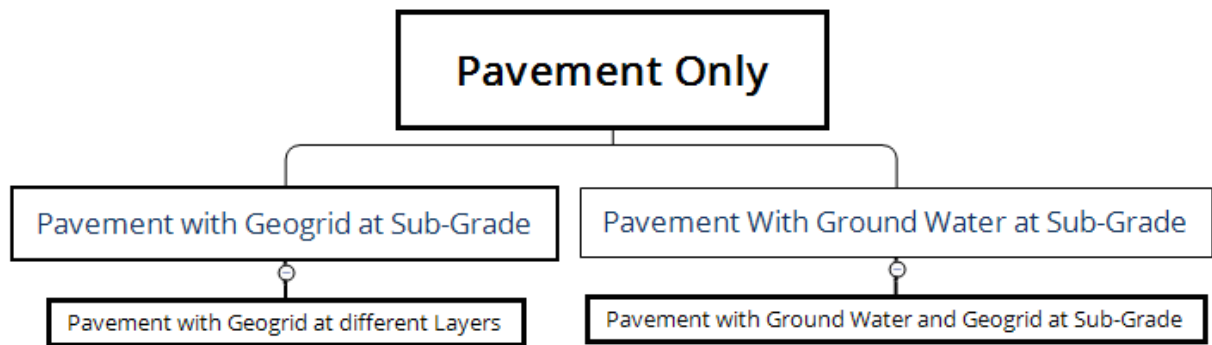 Pavement Only
Pavement with Geogrid at Sub-Grade
Pavement With Ground Water at Sub-Grade
Pavement with Geogrid at different Layers
Pavement with Ground Water and Geogrid at Sub-Grade